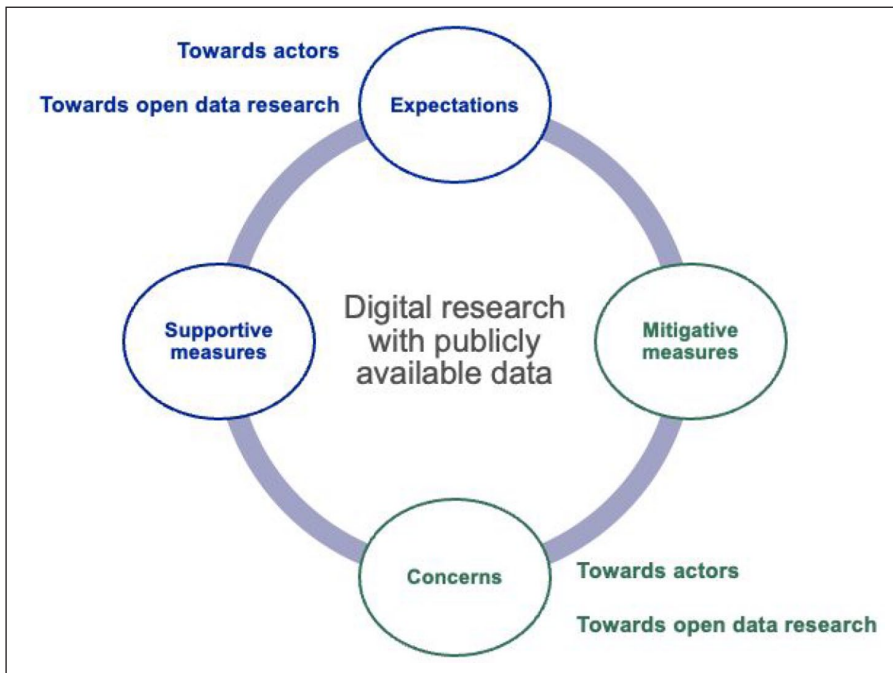 Towards actors
Towards open data research
Expectations
Supportive
measures
Digital research
with publicly
available data
Mitigative
measures
Concerns
Towards actors
Towards open data research